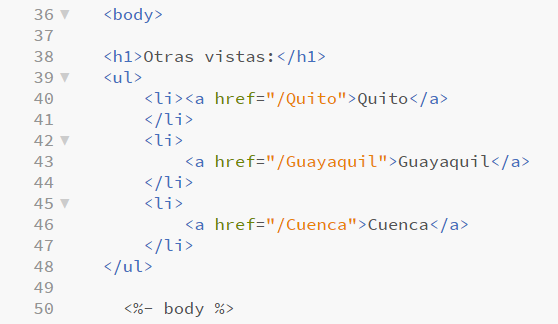 36 <body>
37
38 <h1>Otras vistas:</h1>
39 <ul>
40     <li><a href="/Quito">Quito</a>
41     </li>
42     <li>
43         <a href="/Guayaquil">Guayaquil</a>
44     </li>
45     <li>
46         <a href="/Cuenca">Cuenca</a>
47     </li>
48 </ul>
49
50   <%- body %>